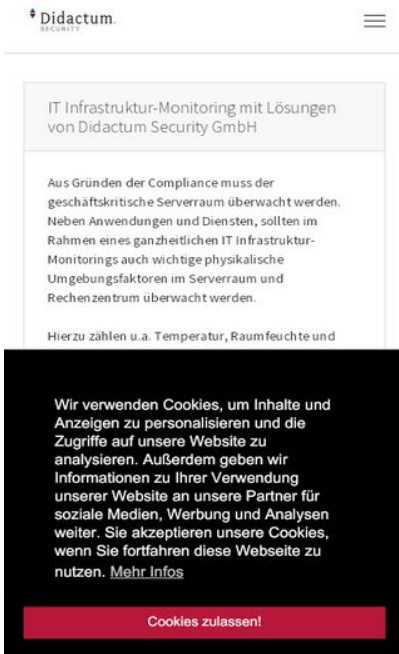 Didactum
SECURITY
IT Infrastruktur-Monitoring mit Lösungen
von Didactum Security GmbH
Aus Gründen der Compliance muss der
geschäftskritische Serverraum überwacht werden.
Neben Anwendungen und Diensten, sollten im
Rahmen eines ganzheitlichen IT Infrastruktur-
Monitorings auch wichtige physikalische
Umgebungsfaktoren im Serverraum und
Rechenzentrum überwacht werden.
Hierzu zählen u.a. Temperatur, Raumfeuchte und
Wir verwenden Cookies, um Inhalte und
Anzeigen zu personalisieren und die
Zugriffe auf unsere Website zu
analysieren. Außerdem geben wir
Informationen zu Ihrer Verwendung
unserer Website an unsere Partner für
soziale Medien, Werbung und Analysen
weiter. Sie akzeptieren unsere Cookies,
wenn Sie fortfahren diese Webseite zu
nutzen. Mehr Infos
Cookies zulassen!